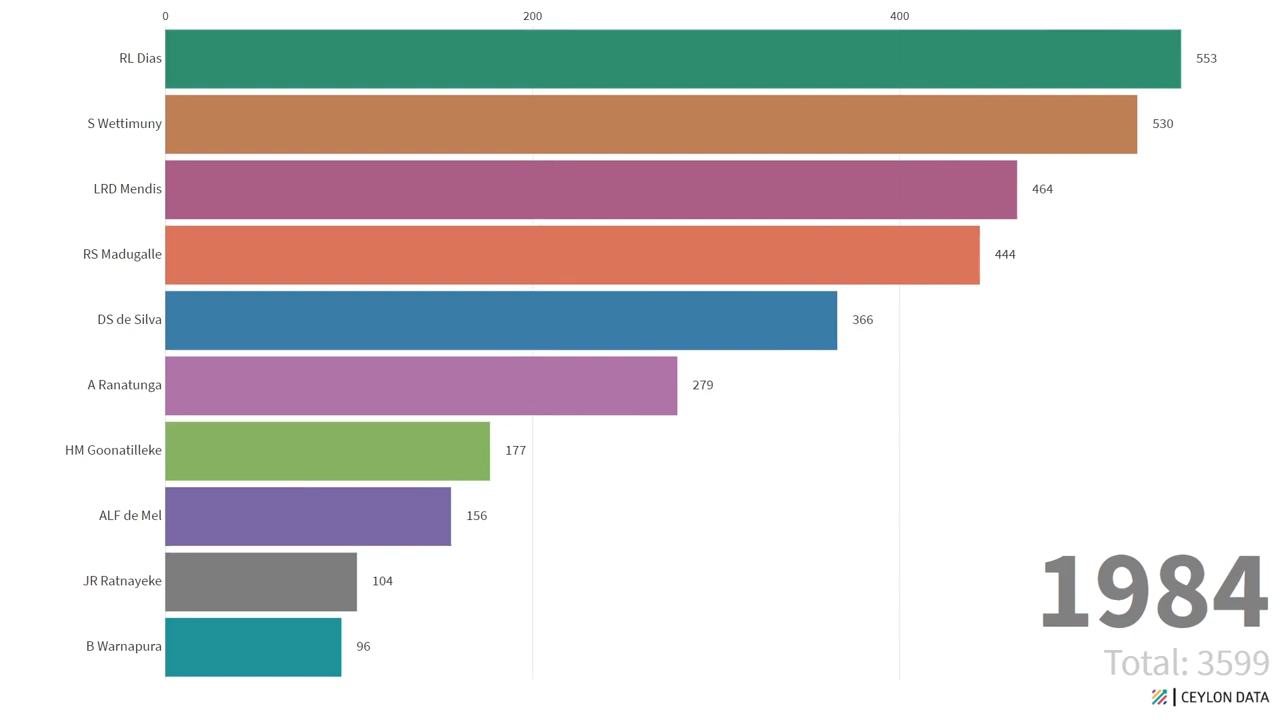 0 200 400
RL Dias 553
S Wettimuny 530
LRD Mendis 464
RS Madugalle 444
DS de Silva 366
A Ranatunga 279
HM Goonatilleke 177
ALF de Mel 156
JR Ratnayeke 104
B Warnapura 96
1984
Total: 3599
CEYLON DATA